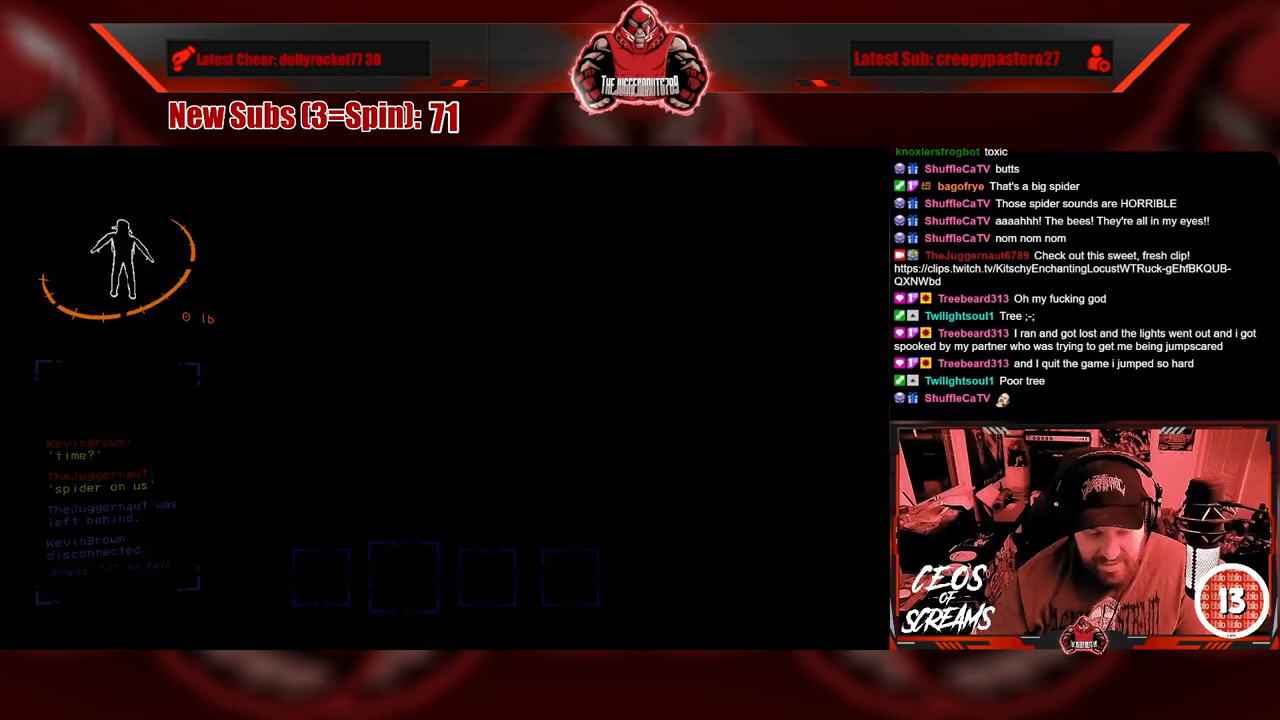 Latest Cheer: dollyrocket77 30
THEJUGGERNAUT6789
Latest Sub: creepypastero27
New Subs (3=Spin): 71
knoxlersfrogbot toxic
ShuffleCaTV butts
bagofrye That's a big spider
ShuffleCaTV Those spider sounds are HORRIBLE
ShuffleCaTV aaaahhh! The bees! They're all in my eyes!!
ShuffleCaTV nom nom nom
TheJuggernaut6789 Check out this sweet, fresh clip!
https://clips.twitch.tv/KitschyEnchantingLocustWTRuck-gEhfBKQUB-
QXNWbd
Treebeard313 Oh my fucking god
Twilightsoul1 Tree ;-;
Treebeard313 I ran and got lost and the lights went out and i got
spooked by my partner who was trying to get me being jumpscared
Treebeard313 and I quit the game i jumped so hard
Twilightsoul1 Poor tree
ShuffleCaTV
0 lb
KevinBrown:
'time?'
TheJuggernaut:
'spider on us'
TheJuggernaut was
left behind.
KevinBrown
disconnected.
Press "/" to talk.
CEOS
OF
SCREAMS
13